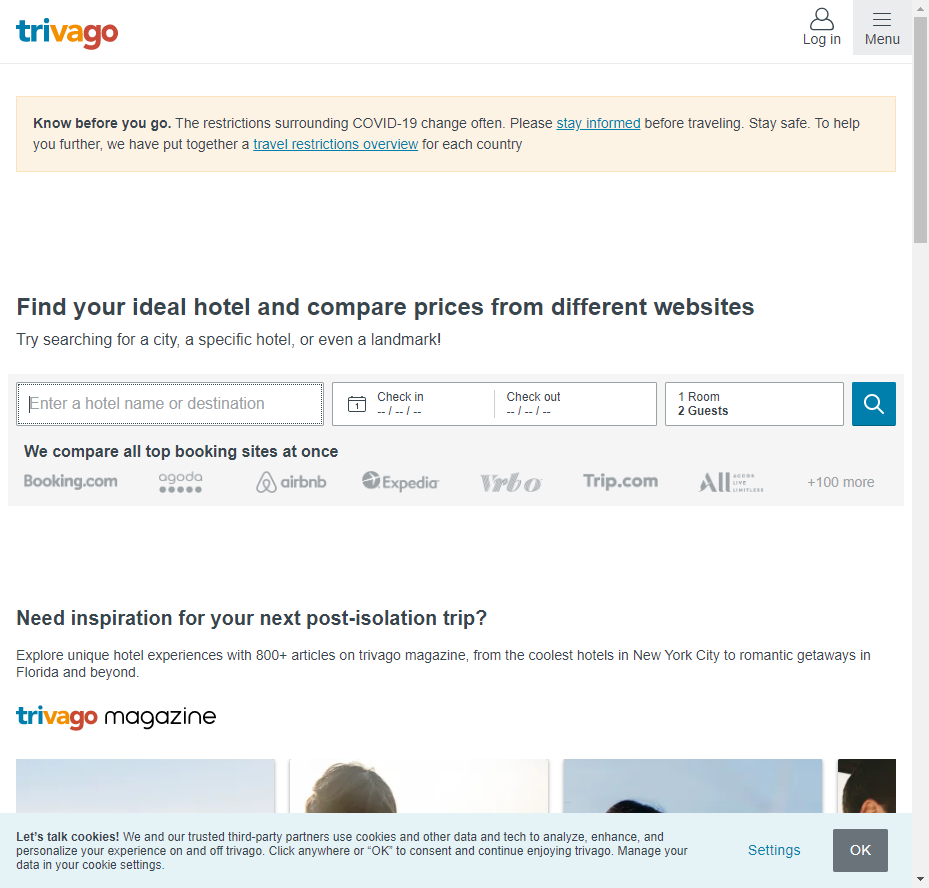 trivago
Log in
Menu
Know before you go. The restrictions surrounding COVID-19 change often. Please stay informed before traveling. Stay safe. To help
you further, we have put together a travel restrictions overview for each country
Find your ideal hotel and compare prices from different websites
Try searching for a city, a specific hotel, or even a landmark!
Enter a hotel name or destination
1
Check in
-- / -- / --
Check out
-- / -- / --
1 Room
2 Guests
We compare all top booking sites at once
Booking.com
agoda
airbnb
Expedia
Vrbo
Trip.com
ALL ACCOR LIVE LIMITLESS
+100 more
Need inspiration for your next post-isolation trip?
Explore unique hotel experiences with 800+ articles on trivago magazine, from the coolest hotels in New York City to romantic getaways in
Florida and beyond.
trivago magazine
Let's talk cookies! We and our trusted third-party partners use cookies and other data and tech to analyze, enhance, and
personalize your experience on and off trivago. Click anywhere or “OK” to consent and continue enjoying trivago. Manage your
data in your cookie settings.
Settings
OK